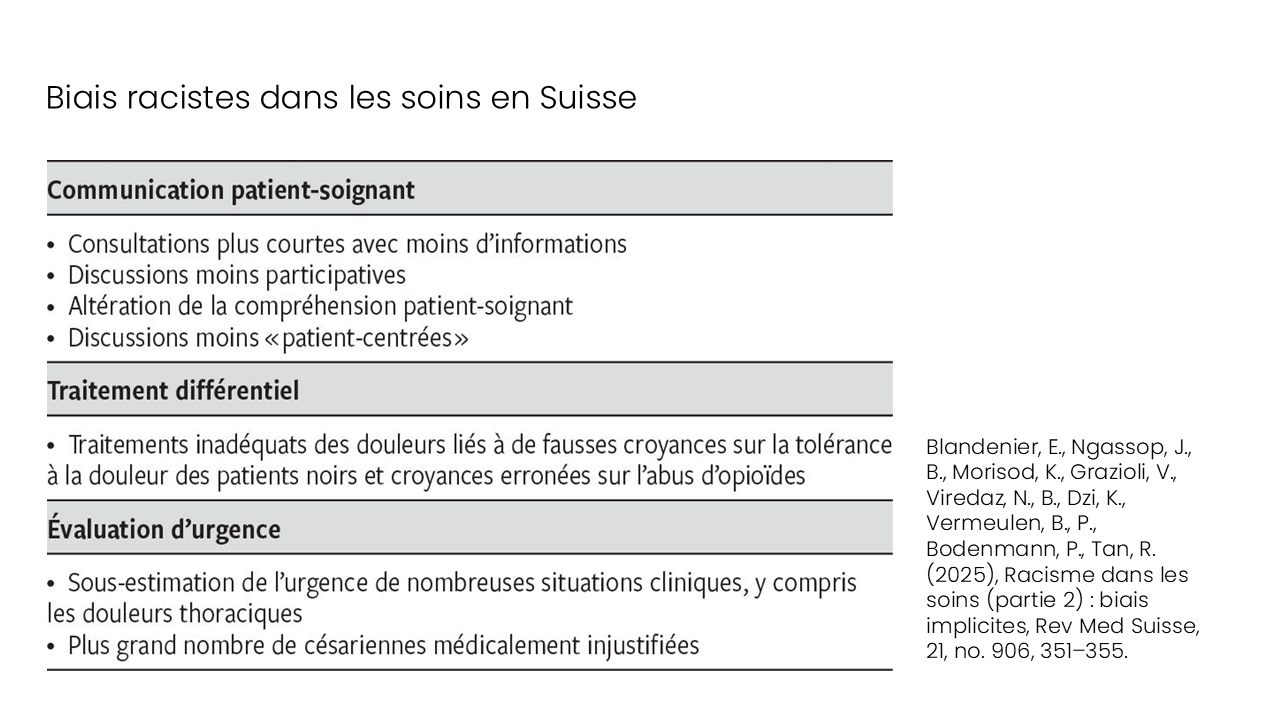 Biais racistes dans les soins en Suisse
Communication patient-soignant
• Consultations plus courtes avec moins d’informations
• Discussions moins participatives
• Altération de la compréhension patient-soignant
• Discussions moins «patient-centrées»
Traitement différentiel
• Traitements inadéquats des douleurs liés à de fausses croyances sur la tolérance
à la douleur des patients noirs et croyances erronées sur l’abus d’opioïdes
Évaluation d’urgence
• Sous-estimation de l’urgence de nombreuses situations cliniques, y compris
les douleurs thoraciques
• Plus grand nombre de césariennes médicalement injustifiées
Blandenier, E., Ngassop, J.,
B., Morisod, K., Grazioli, V.,
Viredaz, N., B., Dzi, K.,
Vermeulen, B., P.,
Bodenmann, P., Tan, R.
(2025), Racisme dans les
soins (partie 2) : biais
implicites, Rev Med Suisse,
21, no. 906, 351–355.